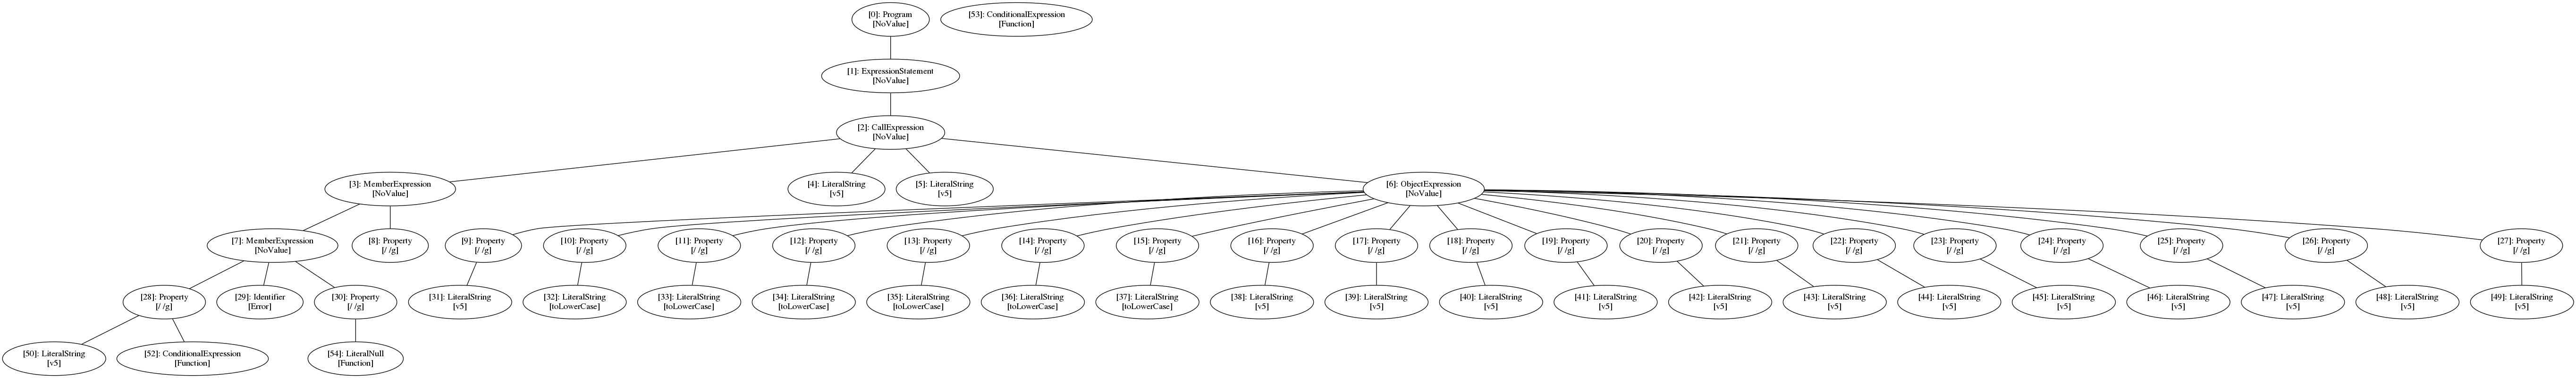 [0]: Program
[NoValue]
[53]: ConditionalExpression
[Function]
[1]: ExpressionStatement
[NoValue]
[2]: CallExpression
[NoValue]
[3]: MemberExpression
[NoValue]
[4]: LiteralString
[v5]
[5]: LiteralString
[v5]
[6]: ObjectExpression
[NoValue]
[7]: MemberExpression
[NoValue]
[8]: Property
[/ /g]
[9]: Property
[/ /g]
[10]: Property
[/ /g]
[11]: Property
[/ /g]
[12]: Property
[/ /g]
[13]: Property
[/ /g]
[14]: Property
[/ /g]
[15]: Property
[/ /g]
[16]: Property
[/ /g]
[17]: Property
[/ /g]
[18]: Property
[/ /g]
[19]: Property
[/ /g]
[20]: Property
[/ /g]
[21]: Property
[/ /g]
[22]: Property
[/ /g]
[23]: Property
[/ /g]
[24]: Property
[/ /g]
[25]: Property
[/ /g]
[26]: Property
[/ /g]
[27]: Property
[/ /g]
[28]: Property
[/ /g]
[29]: Identifier
[Error]
[30]: Property
[/ /g]
[31]: LiteralString
[v5]
[32]: LiteralString
[toLowerCase]
[33]: LiteralString
[toLowerCase]
[34]: LiteralString
[toLowerCase]
[35]: LiteralString
[toLowerCase]
[36]: LiteralString
[toLowerCase]
[37]: LiteralString
[toLowerCase]
[38]: LiteralString
[v5]
[39]: LiteralString
[v5]
[40]: LiteralString
[v5]
[41]: LiteralString
[v5]
[42]: LiteralString
[v5]
[43]: LiteralString
[v5]
[44]: LiteralString
[v5]
[45]: LiteralString
[v5]
[46]: LiteralString
[v5]
[47]: LiteralString
[v5]
[48]: LiteralString
[v5]
[49]: LiteralString
[v5]
[50]: LiteralString
[v5]
[52]: ConditionalExpression
[Function]
[54]: LiteralNull
[Function]